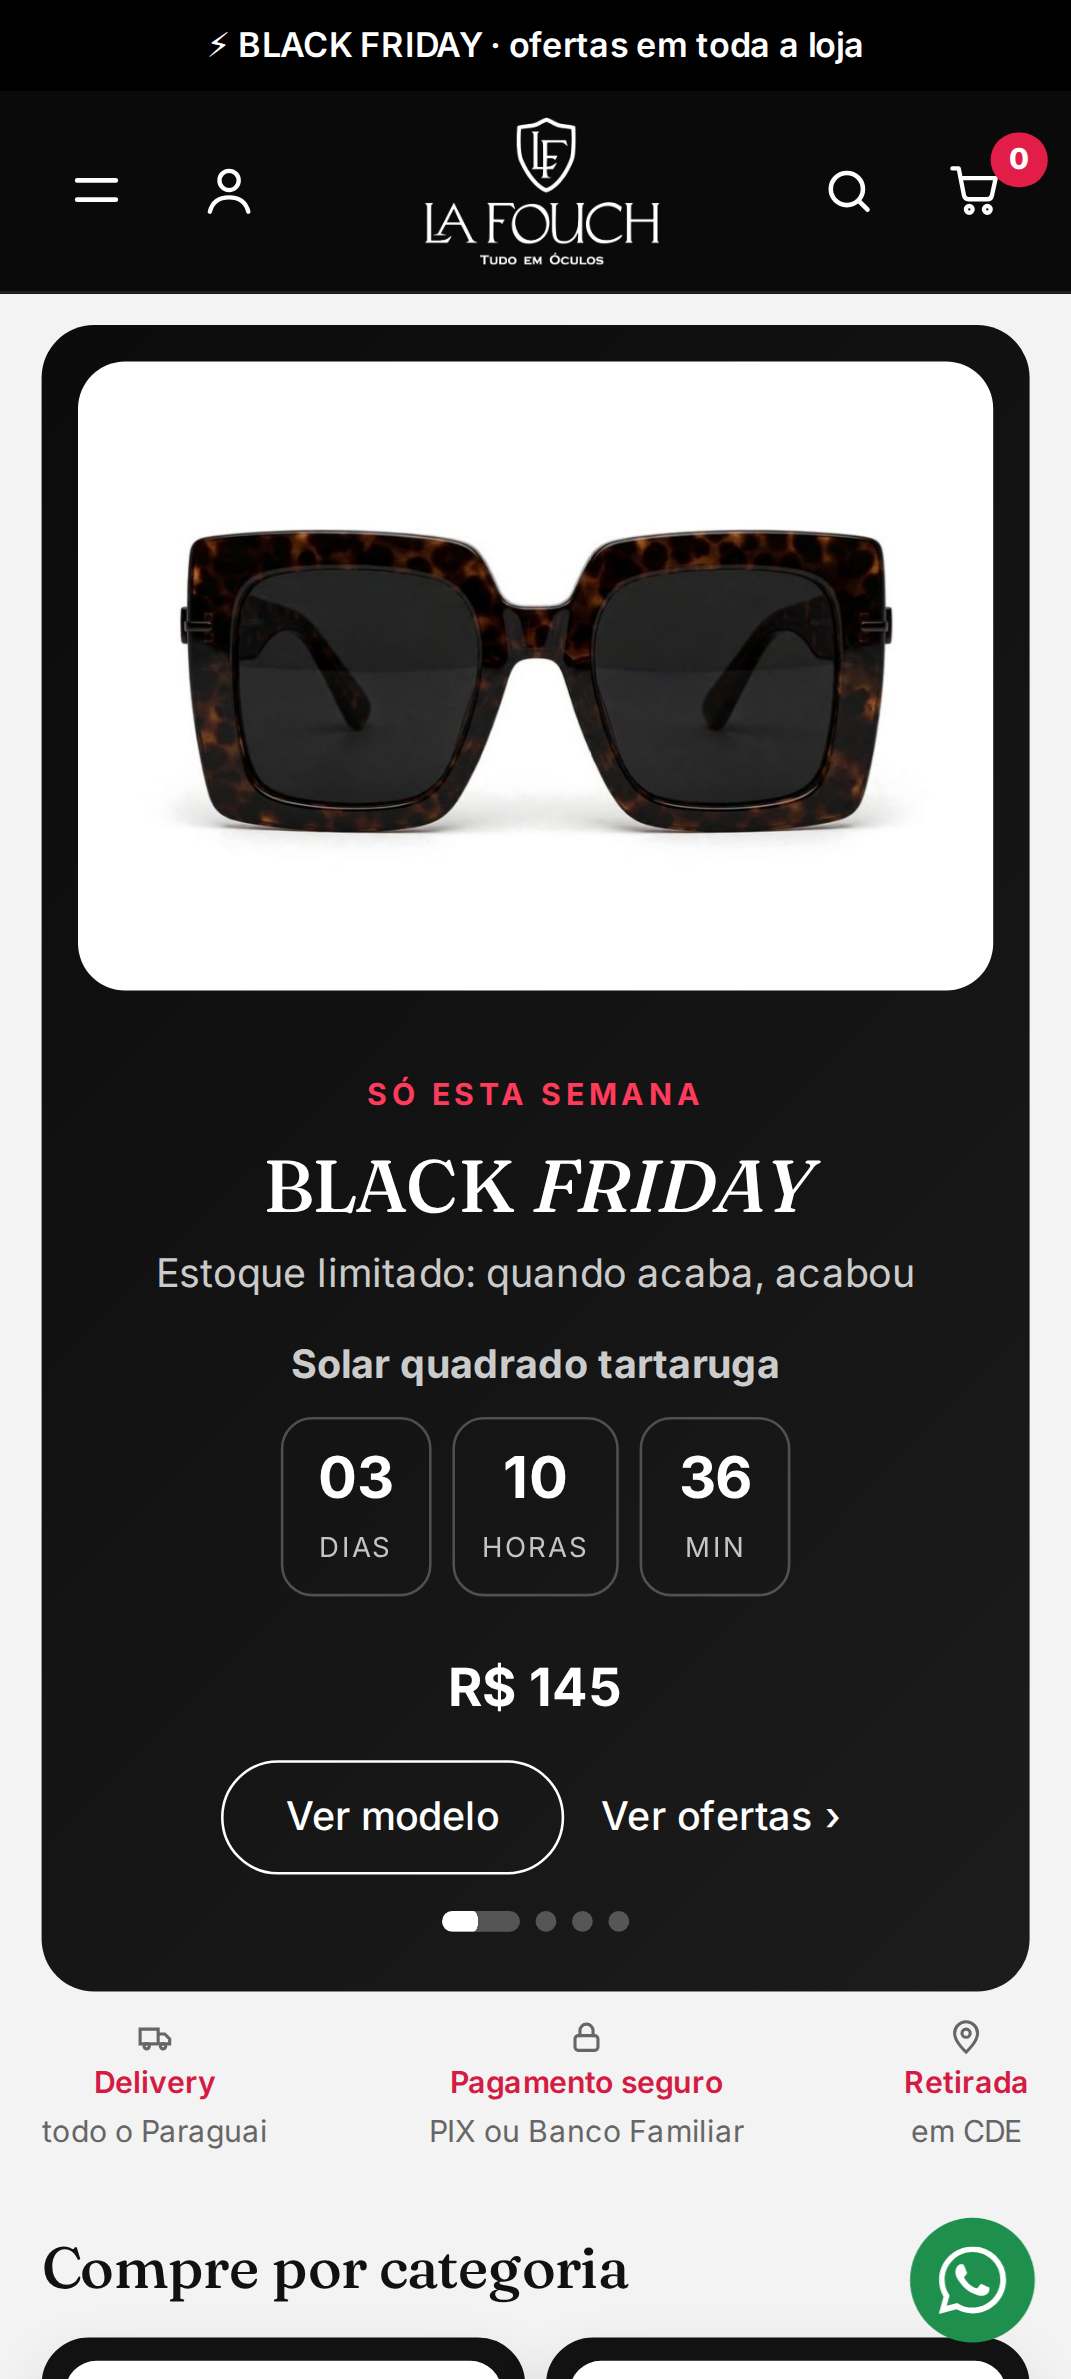 ⚡ BLACK FRIDAY · ofertas em toda a loja
0
LF
LA FOUCH
TUDO EM ÓCULOS
SÓ ESTA SEMANA
BLACK FRIDAY
Estoque limitado: quando acaba, acabou
Solar quadrado tartaruga
03 10 36
DIAS HORAS MIN
R$ 145
Ver modelo Ver ofertas ›
Delivery Pagamento seguro Retirada
todo o Paraguai PIX ou Banco Familiar em CDE
Compre por categoria